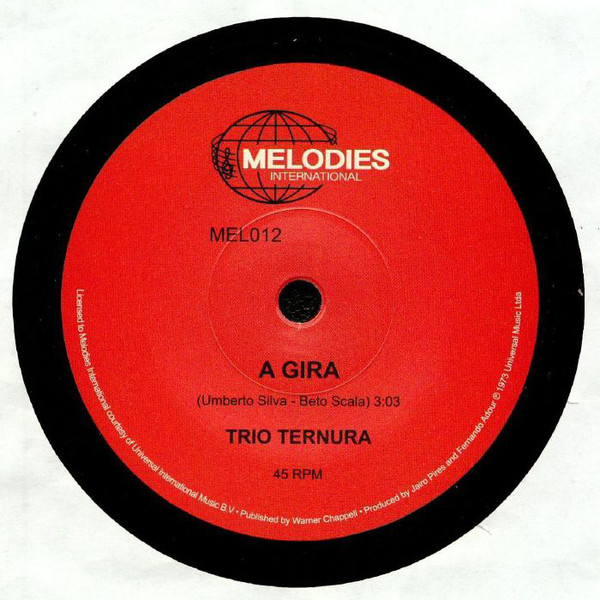 MELODIES
INTERNATIONAL
MEL012
A GIRA
(Umberto Silva - Beto Scala) 3:03
TRIO TERNURA
45 RPM
Licensed to Melodies International courtesy of Universal International Music B.V • Published by Warner Chappell • Produced by Jairo Pires and Fernando Adour ℗ 1973 Universal Music Ltda